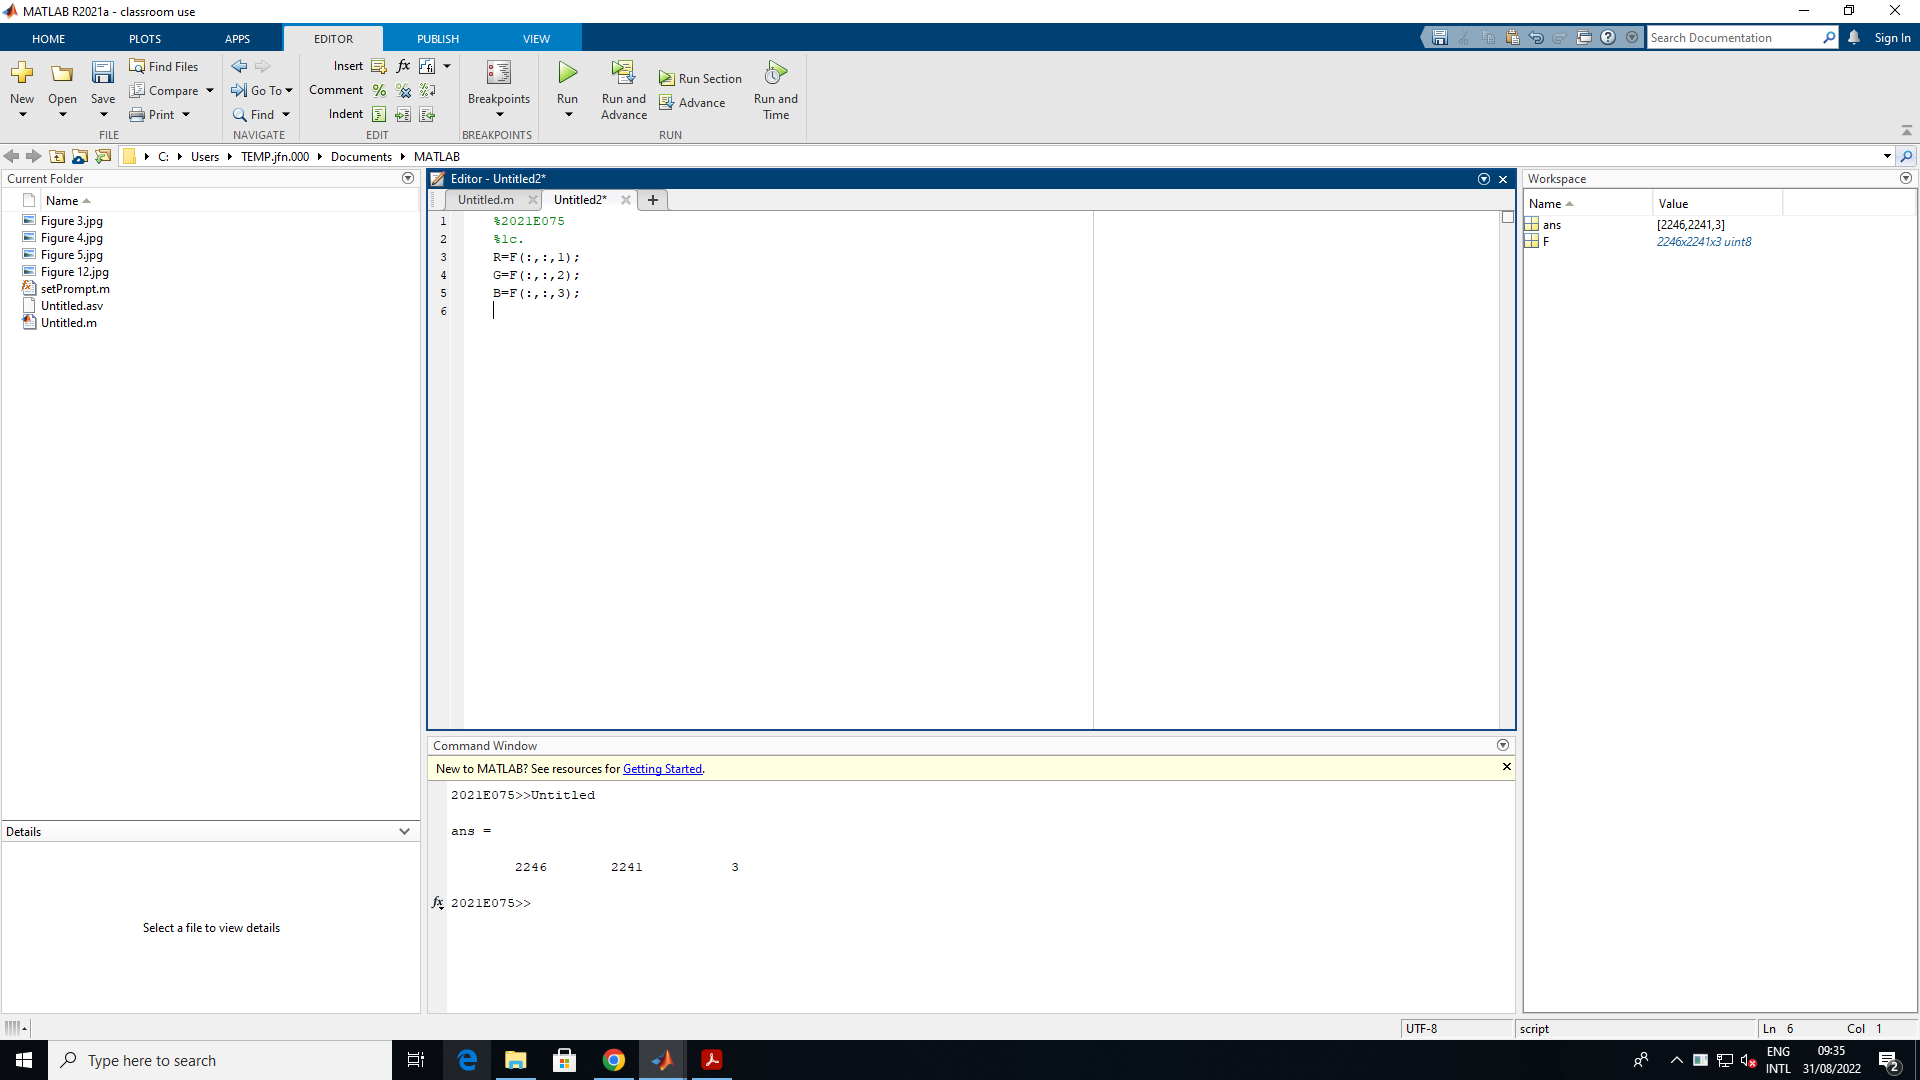 MATLAB R2021a - classroom use
HOME
PLOTS
APPS
EDITOR
PUBLISH
VIEW
Search Documentation
Sign In
New
Open
Save
Find Files
Compare
Print
FILE
Go To
Find
NAVIGATE
Insert
fx
Comment
Indent
EDIT
Breakpoints
BREAKPOINTS
Run
Run and Advance
Run Section
Advance
Run and Time
RUN
C: Users TEMP.jfn.000 Documents MATLAB
Current Folder
Name
Figure 3.jpg
Figure 4.jpg
Figure 5.jpg
Figure 12.jpg
setPrompt.m
Untitled.asv
Untitled.m
Details
Select a file to view details
Editor - Untitled2*
Untitled.m
Untitled2*
1 %2021E075
2 %1c.
3 R=F(:,:,1);
4 G=F(:,:,2);
5 B=F(:,:,3);
6
Command Window
New to MATLAB? See resources for Getting Started.
2021E075>>Untitled
ans =
2246 2241 3
fx 2021E075>>
Workspace
Name Value
ans [2246,2241,3]
F 2246x2241x3 uint8
UTF-8
script
Ln 6 Col 1
Type here to search
ENG
INTL
09:35
31/08/2022
2